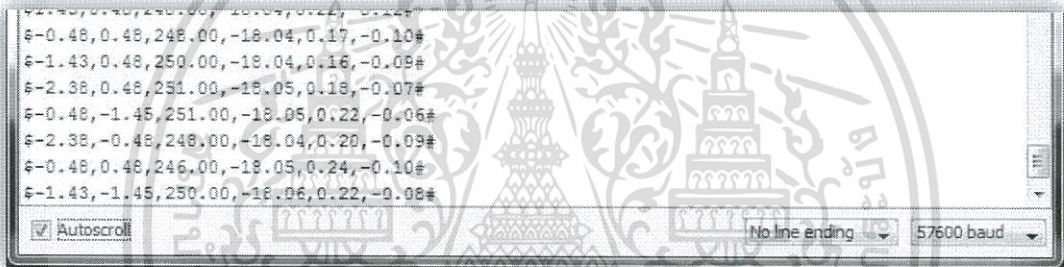 $-0.48,0.48,248.00,-18.04,0.17,-0.10#
$-1.43,0.48,250.00,-18.04,0.16,-0.09#
$-2.38,0.48,251.00,-18.05,0.18,-0.07#
$-0.48,-1.45,251.00,-18.05,0.22,-0.06#
$-2.38,-0.48,248.00,-18.04,0.20,-0.09#
$-0.48,0.48,246.00,-18.05,0.24,-0.10#
$-1.43,-1.45,250.00,-18.06,0.22,-0.08#
Autoscroll
No line ending
57600 baud